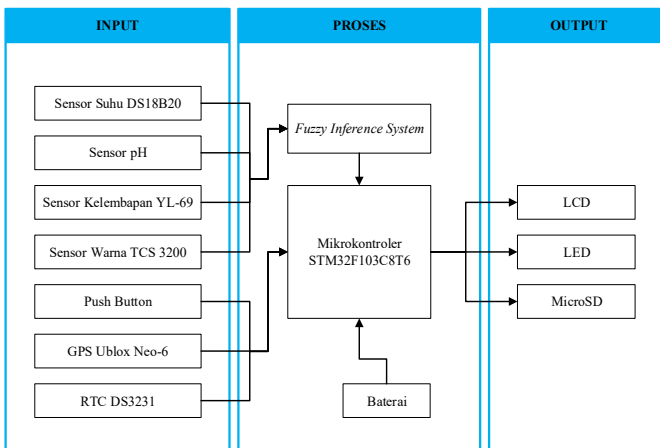 INPUT
PROSES
OUTPUT
Sensor Suhu DS18B20
Sensor pH
Sensor Kelembapan YL-69
Sensor Warna TCS 3200
Push Button
GPS Ublox Neo-6
RTC DS3231
Fuzzy Inference System
Mikrokontroler
STM32F103C8T6
Baterai
LCD
LED
MicroSD